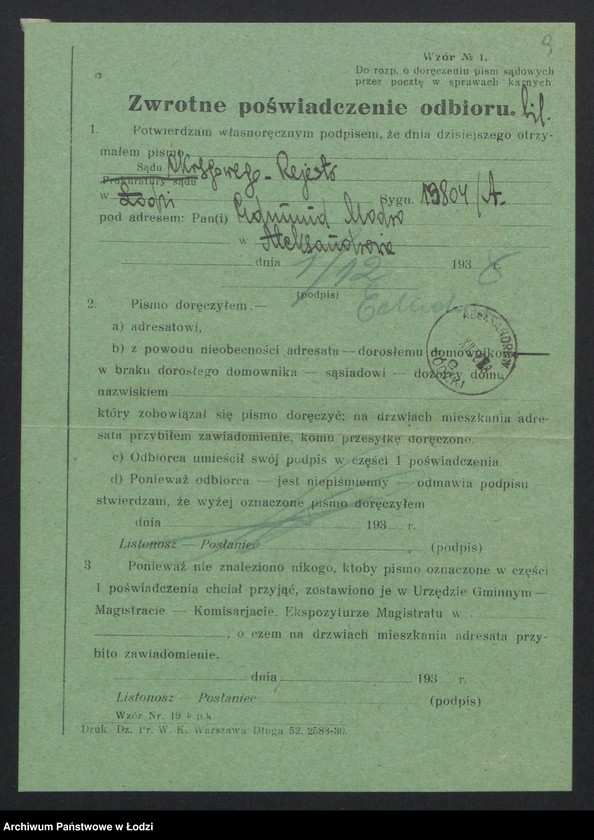 9
Wzór № 1.
Do rozp. o doręczeniu pism sądowych
przez pocztę w sprawach karnych
Zwrotne poświadczenie odbioru.
1. Potwierdzam własnoręcznym podpisem, że dnia dzisiejszego otrzy-
małem pismo
Sądu Okręgowego - Rejestr
Prokuratury sądu
w Łodzi Sygn. 19804/A.
pod adresem: Pan(i) Edmund
w Aleksandrowie
dnia 1/12 193 r.
(podpis)
2. Pismo doręczyłem.—
a) adresatowi,
b) z powodu nieobecności adresata — dorosłemu domownikowi
w braku dorosłego domownika — sąsiadowi — dozorcy domu
nazwiskiem
który zobowiązał się pismo doręczyć; na drzwiach mieszkania adre-
sata przybiłem zawiadomienie, komu przesyłkę doręczono.
c) Odbiorca umieścił swój podpis w części 1 poświadczenia
d) Ponieważ odbiorca — jest niepiśmienny — odmawia podpisu
stwierdzam, że wyżej oznaczone pismo doręczyłem
dnia 193 r.
Listonosz — Posłaniec (podpis)
3 Ponieważ nie znaleziono nikogo, ktoby pismo oznaczone w części
1 poświadczenia chciał przyjąć, zostawiono je w Urzędzie Gminnym —
Magistracie — Komisarjacie. Ekspozyturze Magistratu w
, o czem na drzwiach mieszkania adresata przy-
bito zawiadomienie.
dnia 193 r.
Listonosz — Posłaniec (podpis)
Wzór Nr. 19 k.p.k
Druk Dz. Pr. W. K. Warszawa Długa 52. 2583-30.
Archiwum Państwowe w Łodzi